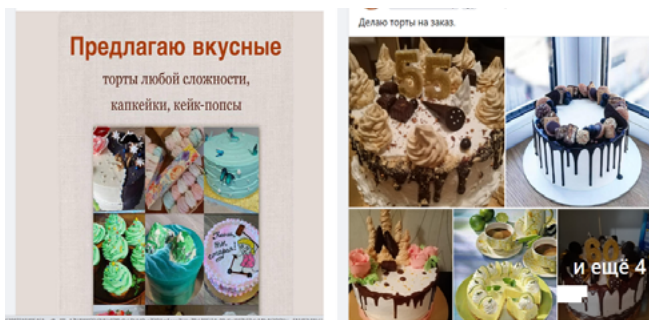 Предлагаю вкусные
торты любой сложности,
капкейки, кейк-попсы
Делаю торты на заказ.
55
и ещё 4